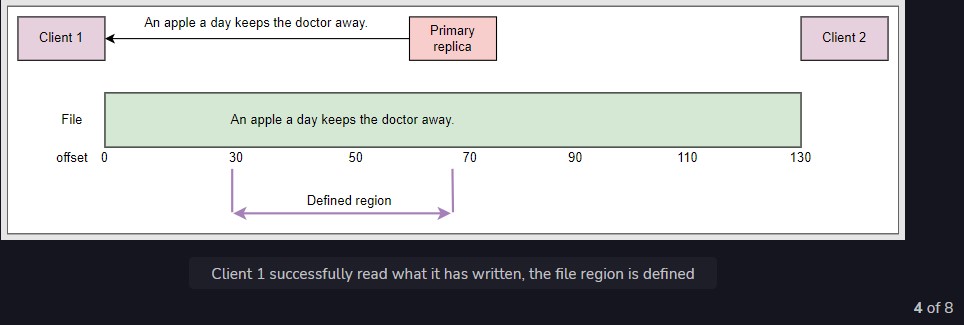 An apple a day keeps the doctor away.
Client 1
Primary
replica
Client 2
File
An apple a day keeps the doctor away.
offset 0 30 50 70 90 110 130
Defined region
Client 1 successfully read what it has written, the file region is defined
4 of 8